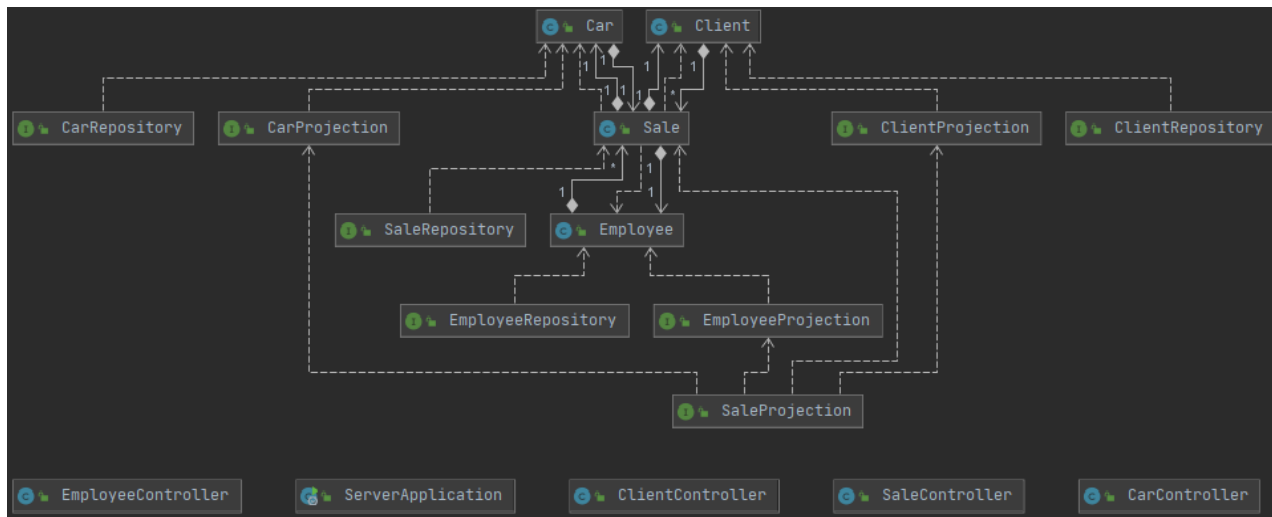 Car
Client
1
1
1
1
1
1
*
CarRepository
CarProjection
Sale
ClientProjection
ClientRepository
*
1
1
1
SaleRepository
Employee
EmployeeRepository
EmployeeProjection
SaleProjection
EmployeeController
ServerApplication
ClientController
SaleController
CarController